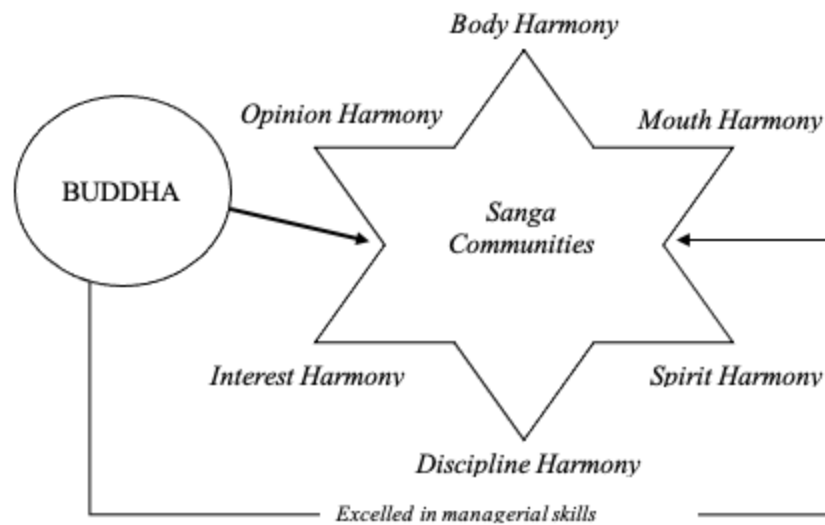 Body Harmony
Opinion Harmony
Mouth Harmony
BUDDHA
Sanga
Communities
Interest Harmony
Spirit Harmony
Discipline Harmony
Excelled in managerial skills